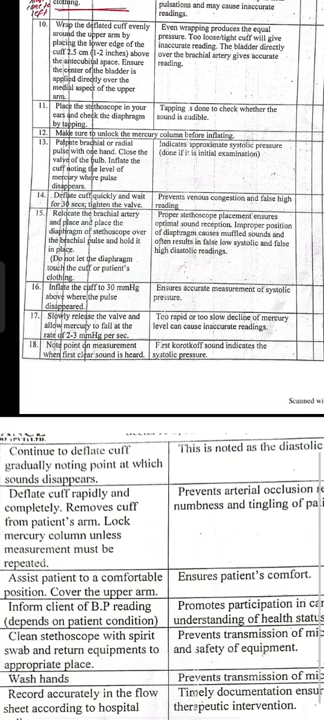 clothing.
pulsations and may cause inaccurate
readings.
10. Wrap the deflated cuff evenly
around the upper arm by
placing the lower edge of the
cuff 2.5 cm (1-2 inches) above
the antecubital space. Ensure
the center of the bladder is
applied directly over the
medial aspect of the upper
arm.
Even wrapping produces the equal
pressure. Too loose/tight cuff will give
inaccurate reading. The bladder directly
over the brachial artery gives accurate
reading.
11. Place the stethoscope in your
ears and check the diaphragm
by tapping.
Tapping is done to check whether the
sound is audible.
12. Make sure to unlock the mercury column before inflating.
13. Palpate brachial or radial
pulse with one hand. Close the
valve of the bulb. Inflate the
cuff noting the level of
mercury where pulse
disappears.
Indicates approximate systolic pressure
(done if it is initial examination)
14. Deflate cuff quickly and wait
for 30 secs; tighten the valve.
Prevents venous congestion and false high
reading
15. Relocate the brachial artery
and place and place the
diaphragm of stethoscope over
the brachial pulse and hold it
in place.
(Do not let the diaphragm
touch the cuff or patient's
clothing.
Proper stethoscope placement ensures
optimal sound reception. Improper position
of diaphragm causes muffled sounds and
often results in false low systolic and false
high diastolic readings.
16. Inflate the cuff to 30 mmHg
above where the pulse
disappeared.
Ensures accurate measurement of systolic
pressure.
17. Slowly release the valve and
allow mercury to fall at the
rate of 2-3 mmHg per sec.
Too rapid or too slow decline of mercury
level can cause inaccurate readings.
18. Note point on measurement
when first clear sound is heard.
First korotkoff sound indicates the
systolic pressure.
Scanned wi
Continue to deflate cuff
gradually noting point at which
sounds disappears.
This is noted as the diastolic
Deflate cuff rapidly and
completely. Removes cuff
from patient's arm. Lock
mercury column unless
measurement must be
repeated.
Prevents arterial occlusion re
numbness and tingling of pati
Assist patient to a comfortable
position. Cover the upper arm.
Ensures patient's comfort.
Inform client of B.P reading
(depends on patient condition)
Promotes participation in car
understanding of health status
Clean stethoscope with spirit
swab and return equipments to
appropriate place.
Prevents transmission of mic
and safety of equipment.
Wash hands
Prevents transmission of mic
Record accurately in the flow
sheet according to hospital
Timely documentation ensur
therapeutic intervention.